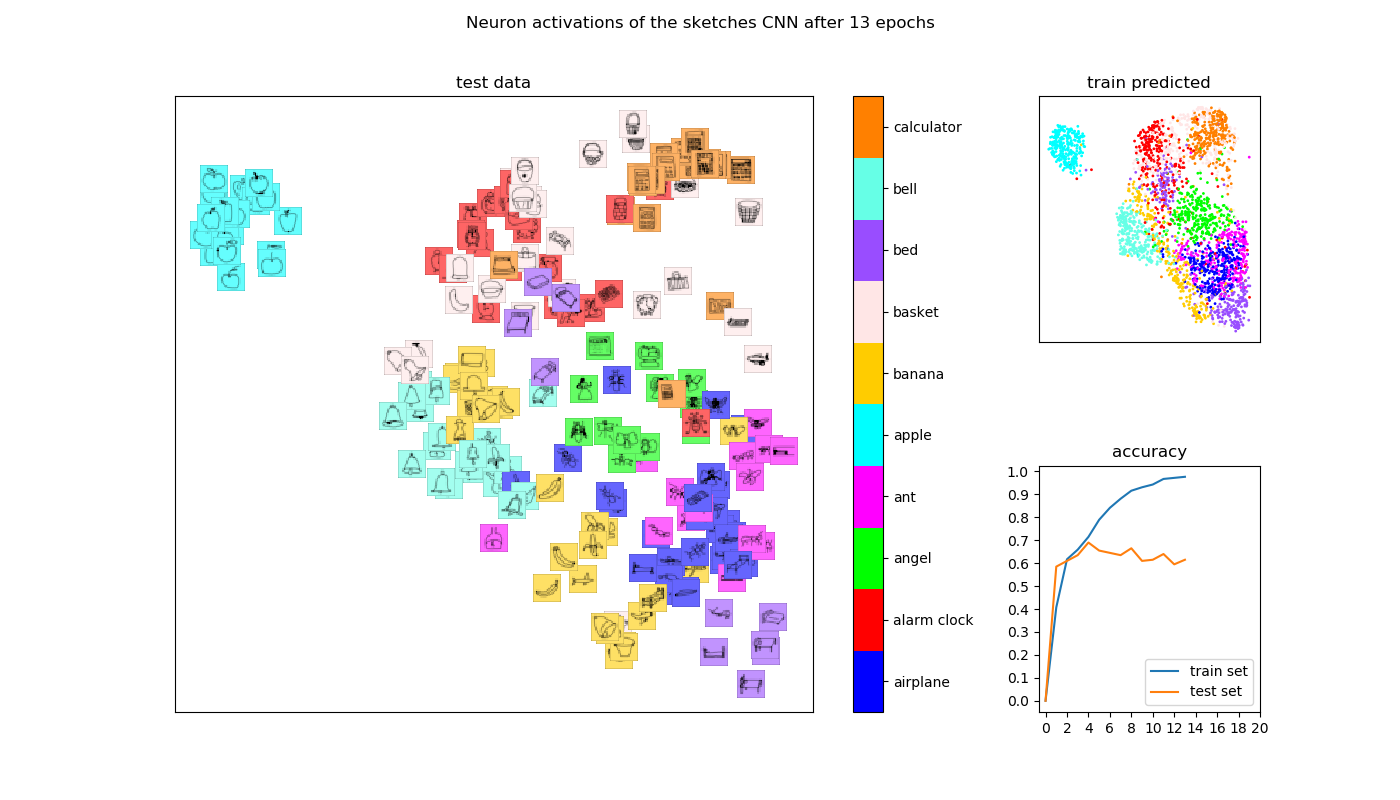 Neuron activations of the sketches CNN after 13 epochs
test data
calculator
bell
bed
basket
banana
apple
ant
angel
alarm clock
airplane
train predicted
accuracy
1.0
0.9
0.8
0.7
0.6
0.5
0.4
0.3
0.2
0.1
0.0
train set
test set
0 2 4 6 8 10 12 14 16 18 20